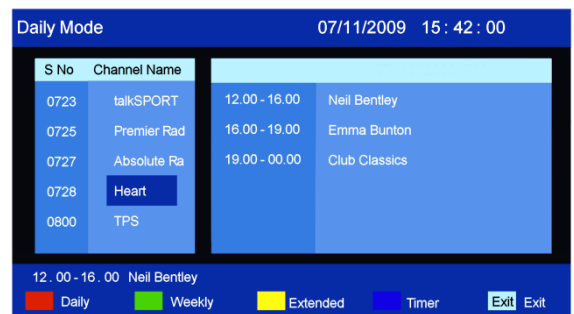 Daily Mode 07/11/2009 15:42:00
S No Channel Name
0723 talkSPORT 12.00 - 16.00 Neil Bentley
0725 Premier Rad 16.00 - 19.00 Emma Bunton
0727 Absolute Ra 19.00 - 00.00 Club Classics
0728 Heart
0800 TPS
12.00 - 16.00 Neil Bentley
Daily Weekly Extended Timer Exit Exit